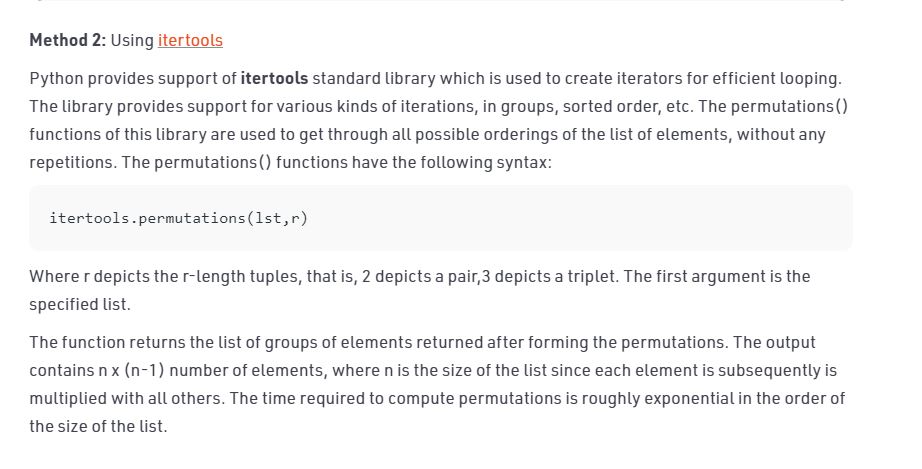 Method 2: Using itertools
Python provides support of itertools standard library which is used to create iterators for efficient looping.
The library provides support for various kinds of iterations, in groups, sorted order, etc. The permutations()
functions of this library are used to get through all possible orderings of the list of elements, without any
repetitions. The permutations() functions have the following syntax:
itertools.permutations(lst,r)
Where r depicts the r-length tuples, that is, 2 depicts a pair,3 depicts a triplet. The first argument is the
specified list.
The function returns the list of groups of elements returned after forming the permutations. The output
contains n x (n-1) number of elements, where n is the size of the list since each element is subsequently is
multiplied with all others. The time required to compute permutations is roughly exponential in the order of
the size of the list.